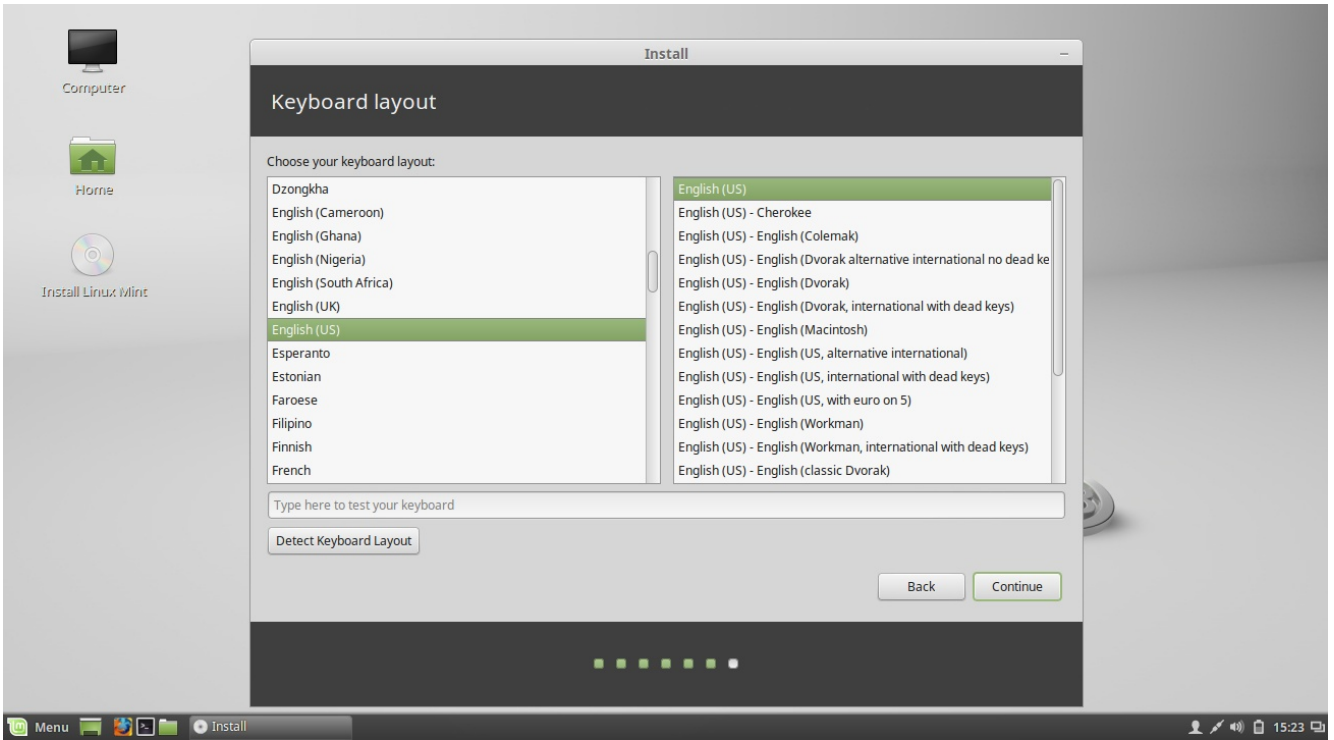 Computer
Home
Install Linux Mint
Install
Keyboard layout
Choose your keyboard layout:
Dzongkha
English (Cameroon)
English (Ghana)
English (Nigeria)
English (South Africa)
English (UK)
English (US)
Esperanto
Estonian
Faroese
Filipino
Finnish
French
English (US)
English (US) - Cherokee
English (US) - English (Colemak)
English (US) - English (Dvorak alternative international no dead ke
English (US) - English (Dvorak)
English (US) - English (Dvorak, international with dead keys)
English (US) - English (Macintosh)
English (US) - English (US, alternative international)
English (US) - English (US, international with dead keys)
English (US) - English (US, with euro on 5)
English (US) - English (Workman)
English (US) - English (Workman, international with dead keys)
English (US) - English (classic Dvorak)
Type here to test your keyboard
Detect Keyboard Layout
Back
Continue
Menu
Install
15:23